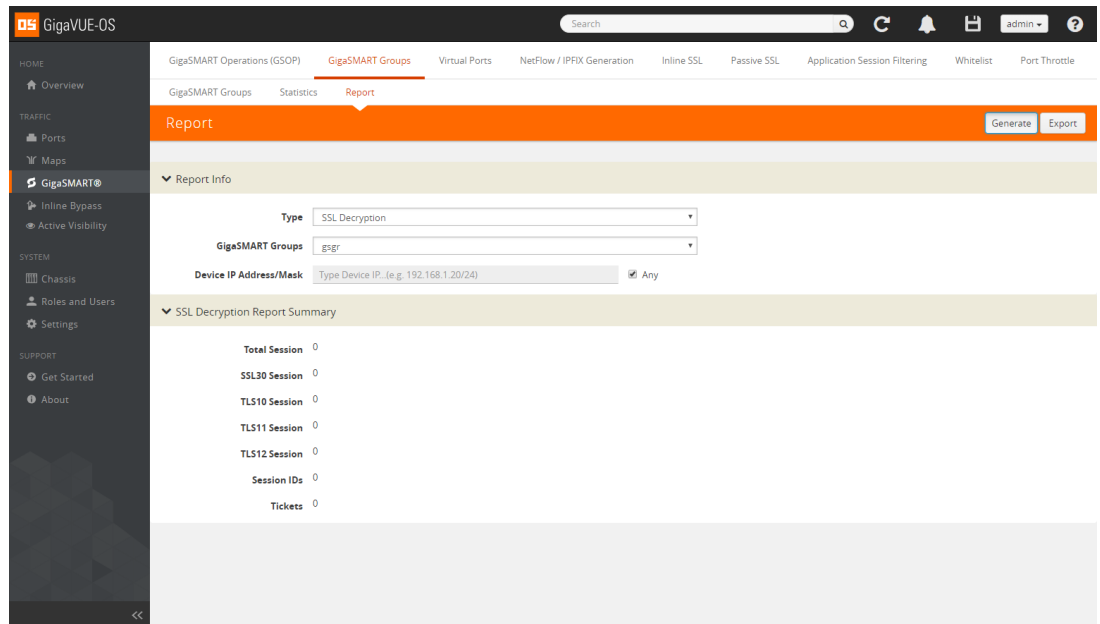 OS GigaVUE-OS
Search
admin
HOME
Overview
TRAFFIC
Ports
Maps
GigaSMART®
Inline Bypass
Active Visibility
SYSTEM
Chassis
Roles and Users
Settings
SUPPORT
Get Started
About
GigaSMART Operations (GSOP) GigaSMART Groups Virtual Ports NetFlow / IPFIX Generation Inline SSL Passive SSL Application Session Filtering Whitelist Port Throttle
GigaSMART Groups Statistics Report
Report Generate Export
Report Info
Type SSL Decryption
GigaSMART Groups gsgr
Device IP Address/Mask Type Device IP...(e.g. 192.168.1.20/24) Any
SSL Decryption Report Summary
Total Session 0
SSL30 Session 0
TLS10 Session 0
TLS11 Session 0
TLS12 Session 0
Session IDs 0
Tickets 0